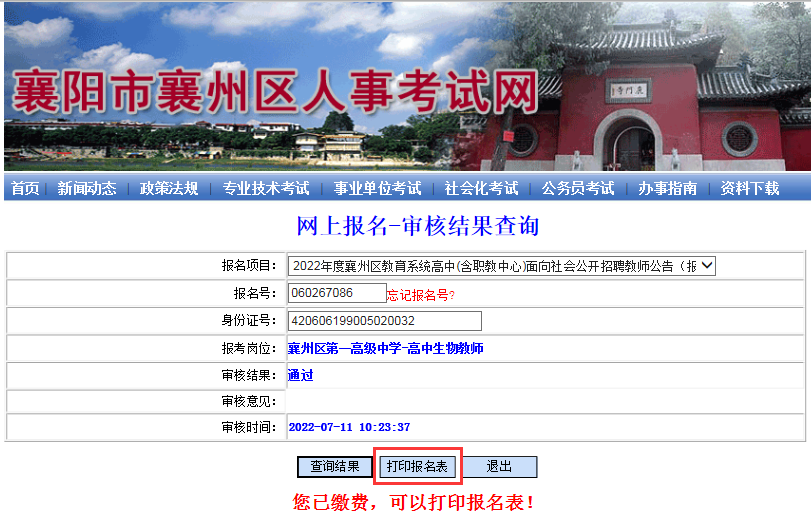 襄阳市襄州区人事考试网
首页 | 新闻动态 | 政策法规 | 专业技术考试 | 事业单位考试 | 社会化考试 | 公务员考试 | 办事指南 | 资料下载
网上报名-审核结果查询
报名项目: 2022年度襄州区教育系统高中(含职教中心)面向社会公开招聘教师公告（报
报名号: 060267086 忘记报名号?
身份证号: 420606199005020032
报考岗位: 襄州区第一高级中学-高中生物教师
审核结果: 通过
审核意见:
审核时间: 2022-07-11 10:23:37
查询结果 打印报名表 退出
您已缴费，可以打印报名表！